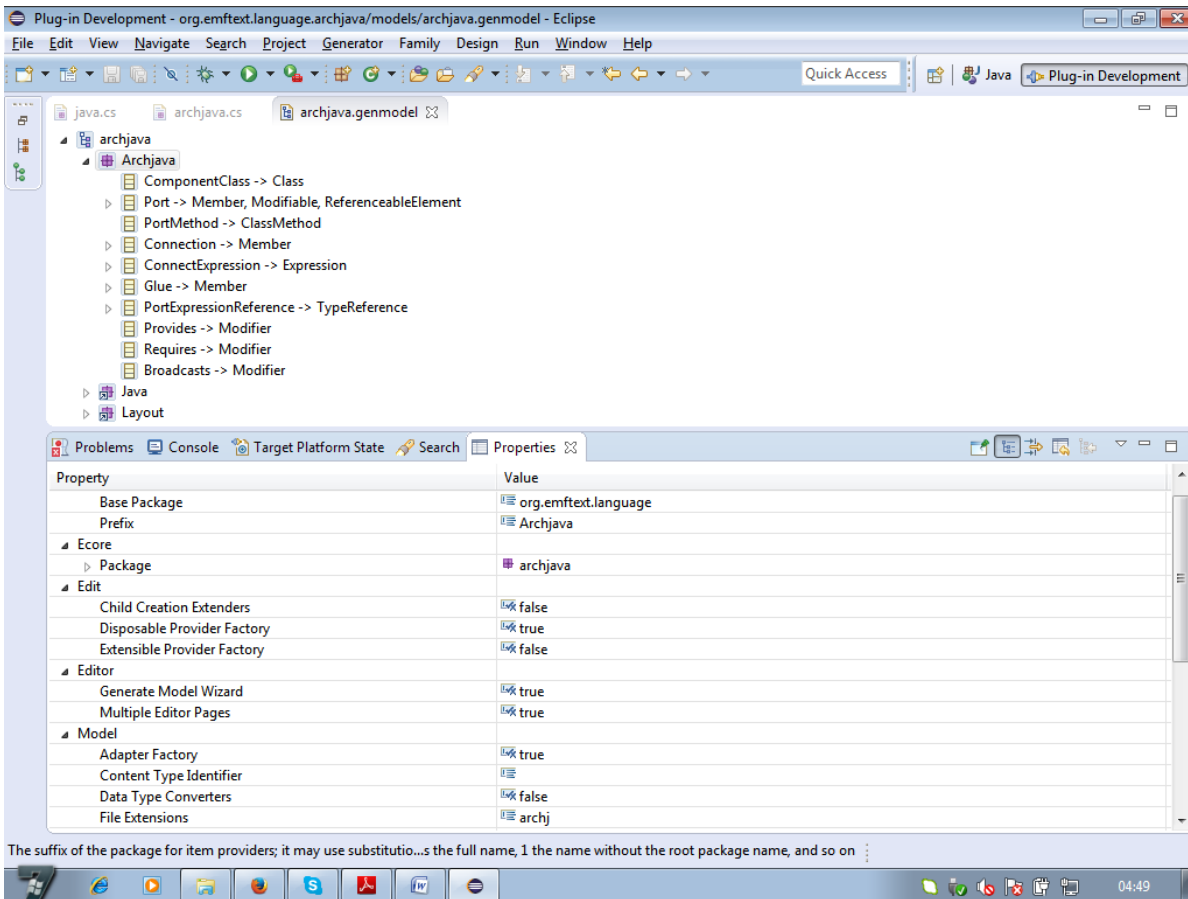 Plug-in Development - org.emftext.language.archjava/models/archjava.genmodel - Eclipse
File Edit View Navigate Search Project Generator Family Design Run Window Help
Quick Access Java Plug-in Development
java.cs archjava.cs archjava.genmodel
archjava
Archjava
ComponentClass -> Class
Port -> Member, Modifiable, ReferenceableElement
PortMethod -> ClassMethod
Connection -> Member
ConnectExpression -> Expression
Glue -> Member
PortExpressionReference -> TypeReference
Provides -> Modifier
Requires -> Modifier
Broadcasts -> Modifier
Java
Layout
Problems Console Target Platform State Search Properties
Property Value
Base Package org.emftext.language
Prefix Archjava
Ecore
Package archjava
Edit
Child Creation Extenders false
Disposable Provider Factory true
Extensible Provider Factory false
Editor
Generate Model Wizard true
Multiple Editor Pages true
Model
Adapter Factory true
Content Type Identifier
Data Type Converters false
File Extensions archj
The suffix of the package for item providers; it may use substitutio...s the full name, 1 the name without the root package name, and so on
04:49